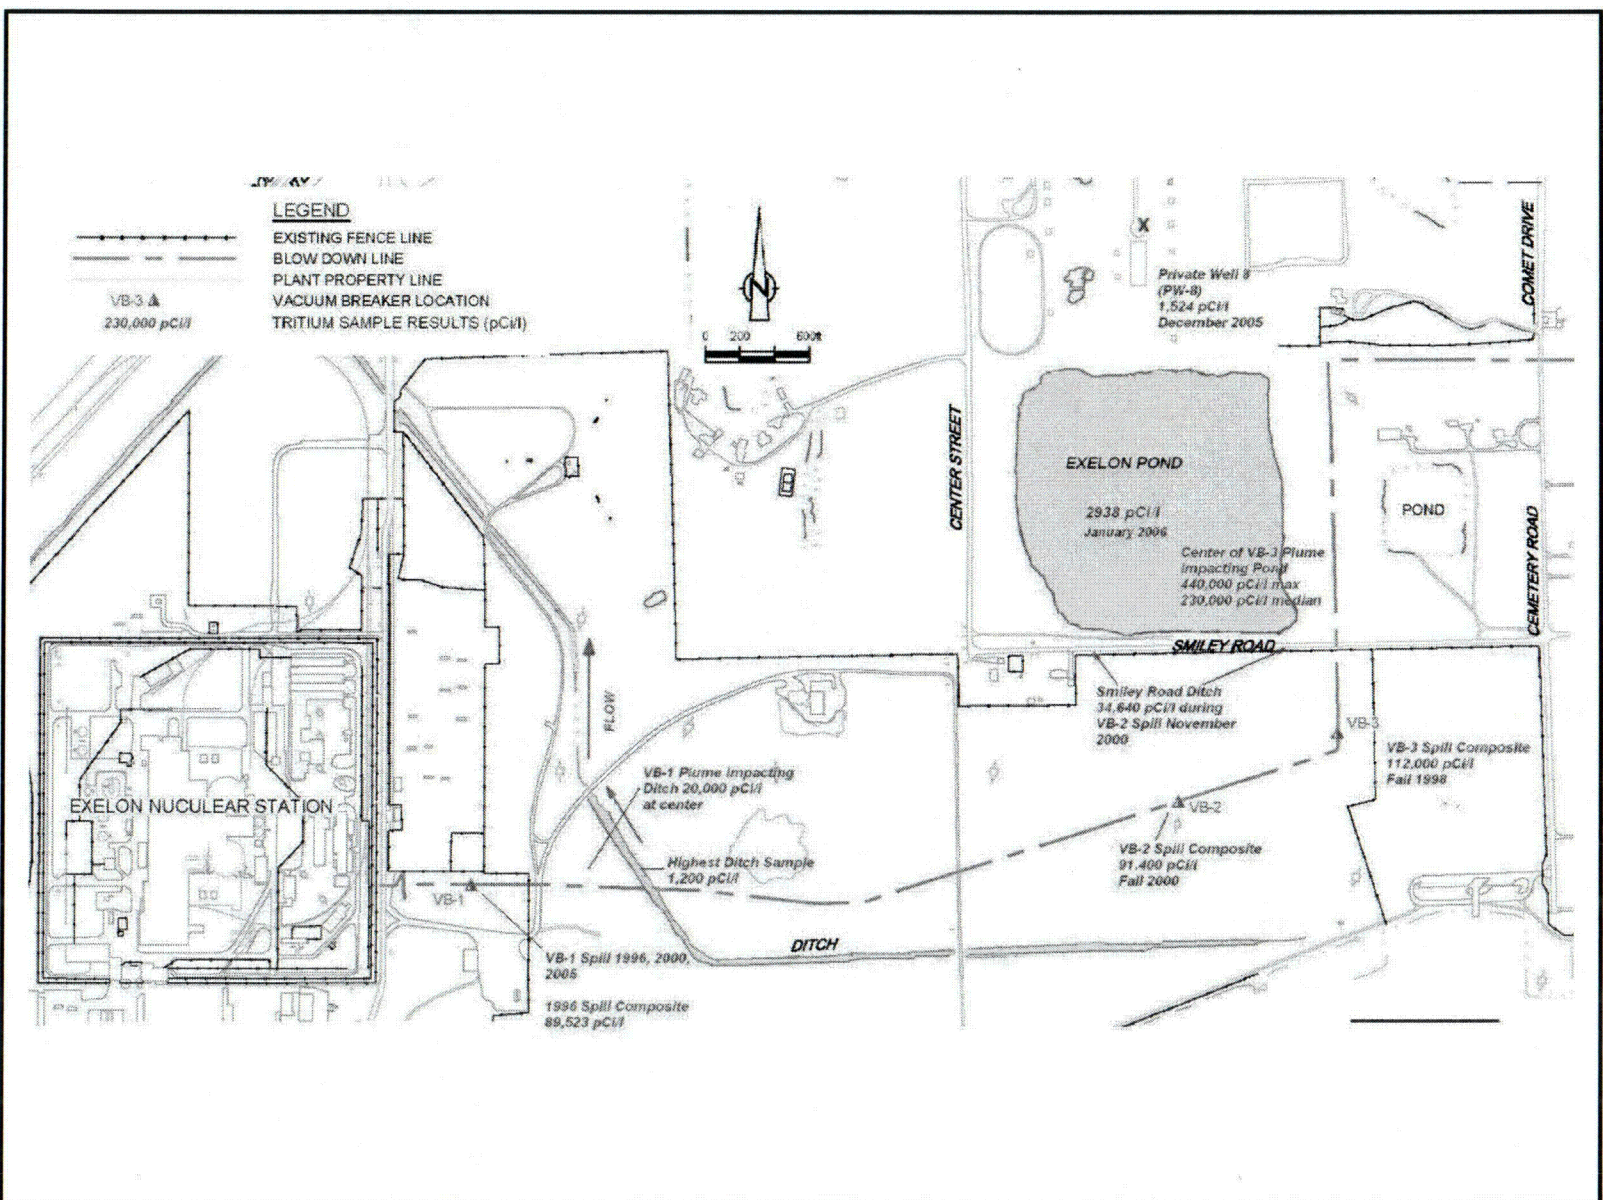 LEGEND
EXISTING FENCE LINE
BLOW DOWN LINE
PLANT PROPERTY LINE
VB-3
VACUUM BREAKER LOCATION
230,000 pCi/l
TRITIUM SAMPLE RESULTS (pCi/l)
N
0 200 600ft
X
Private Well 8
(PW-8)
1,524 pCi/l
December 2005
COMET DRIVE
CENTER STREET
EXELON POND
2938 pCi/l
January 2006
Center of VB-3 Plume
Impacting Pond
440,000 pCi/l max
230,000 pCi/l median
POND
CEMETERY ROAD
SMILEY ROAD
Smiley Road Ditch
34,640 pCi/l during
VB-2 Spill November
2000
VB-3
VB-3 Spill Composite
112,000 pCi/l
Fall 1998
VB-2
VB-2 Spill Composite
91,400 pCi/l
Fall 2000
FLOW
VB-1 Plume Impacting
Ditch 20,000 pCi/l
at center
Highest Ditch Sample
1,200 pCi/l
EXELON NUCULEAR STATION
VB-1
DITCH
VB-1 Spill 1996, 2000,
2005
1996 Spill Composite
89,523 pCi/l